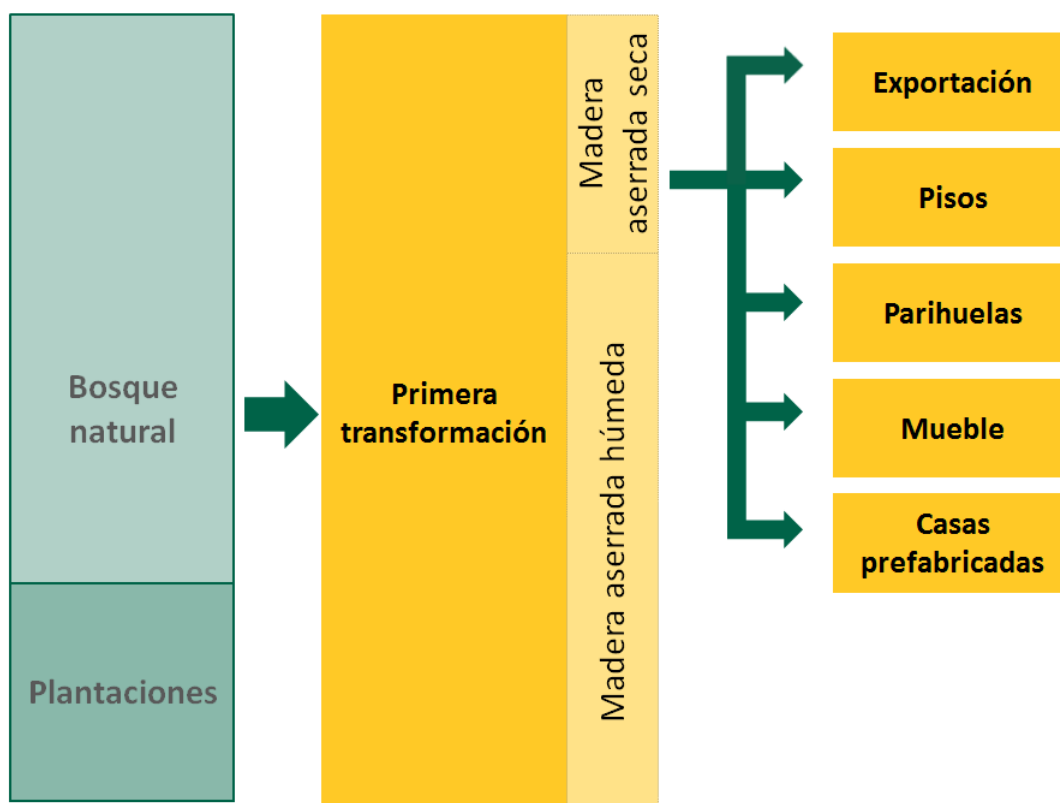 Bosque
natural
Plantaciones
Primera
transformación
Madera
aserrada seca
Madera aserrada húmeda
Exportación
Pisos
Parihuelas
Mueble
Casas
prefabricadas